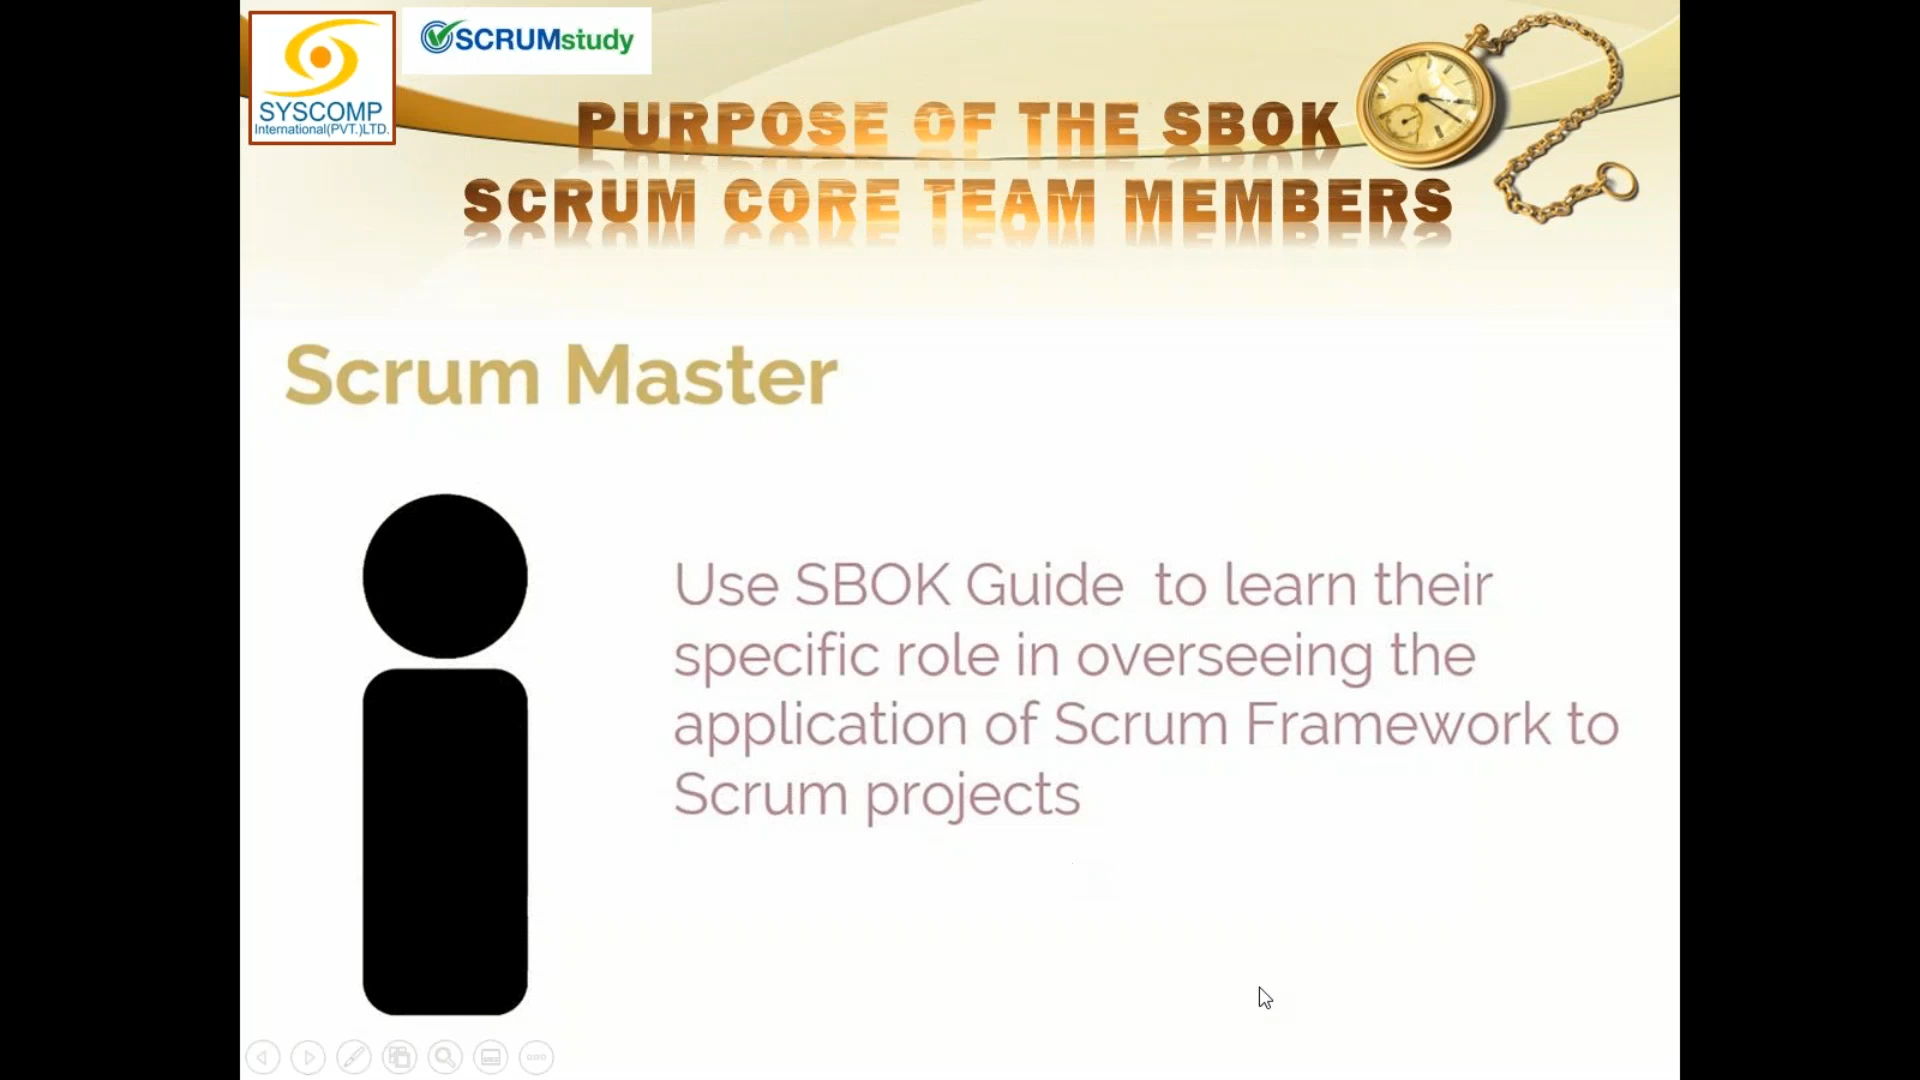 SYSCOMP
International(PVT.)LTD.
SCRUMstudy
PURPOSE OF THE SBOK
SCRUM CORE TEAM MEMBERS
Scrum Master
Use SBOK Guide to learn their
specific role in overseeing the
application of Scrum Framework to
Scrum projects